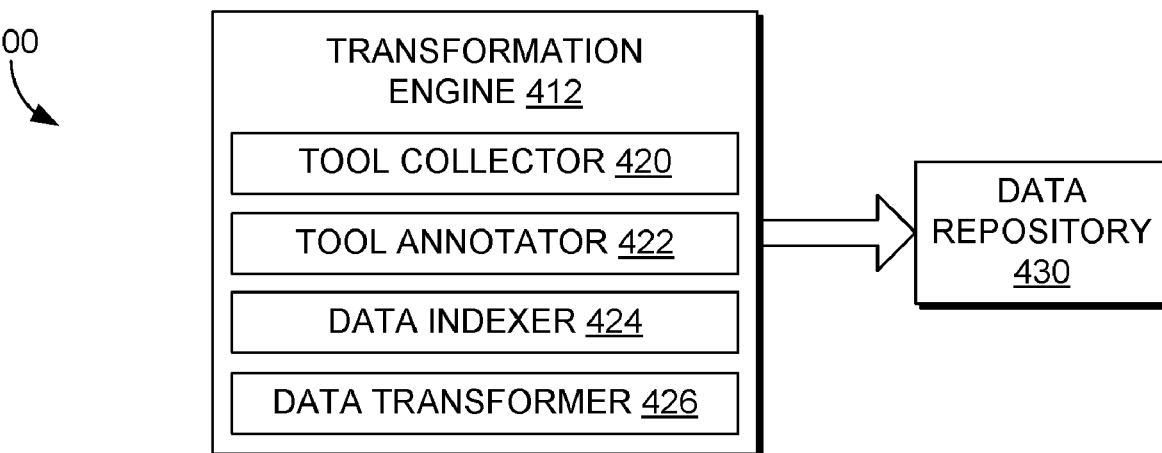 00
TRANSFORMATION
ENGINE 412
TOOL COLLECTOR 420
TOOL ANNOTATOR 422
DATA INDEXER 424
DATA TRANSFORMER 426
DATA
REPOSITORY
430